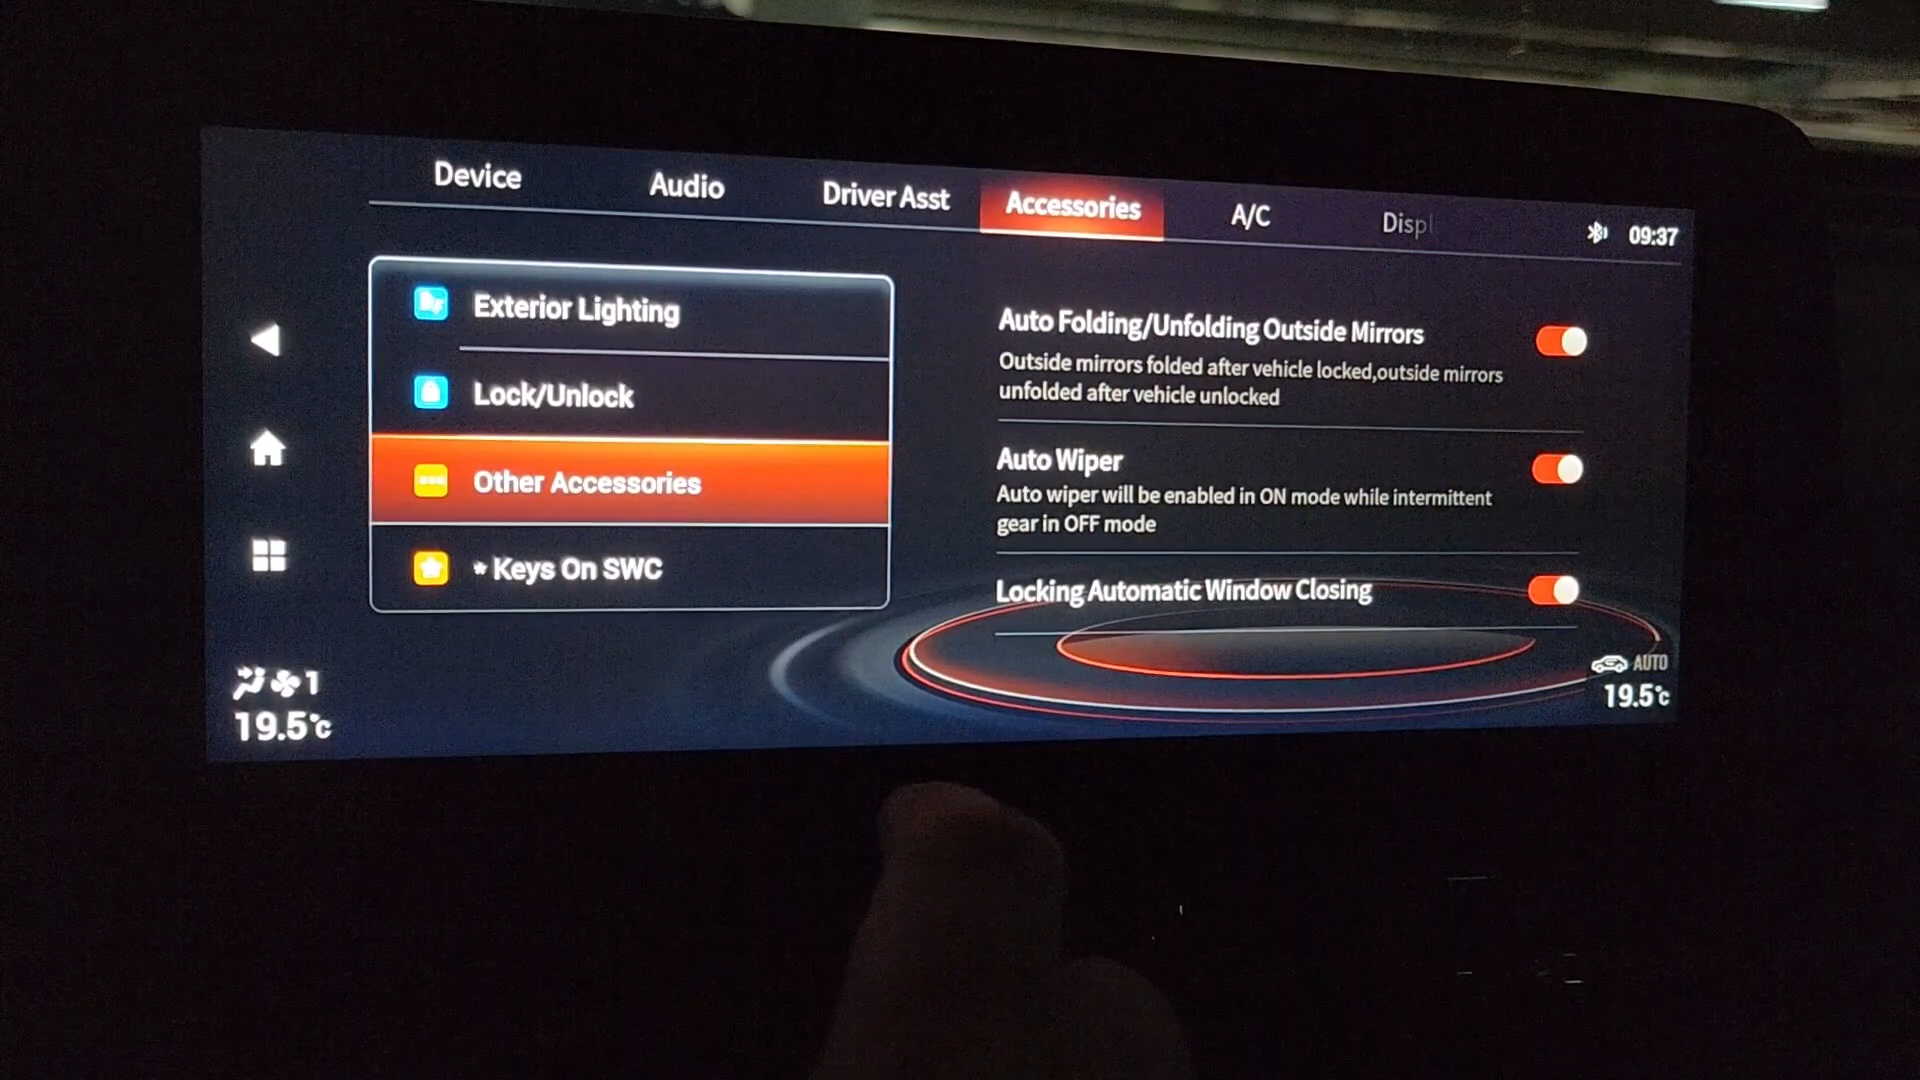 Device
Audio
Driver Asst
Accessories
A/C
Displ
09:37
Exterior Lighting
Lock/Unlock
Other Accessories
* Keys On SWC
Auto Folding/Unfolding Outside Mirrors
Outside mirrors folded after vehicle locked,outside mirrors
unfolded after vehicle unlocked
Auto Wiper
Auto wiper will be enabled in ON mode while intermittent
gear in OFF mode
Locking Automatic Window Closing
1
19.5℃
AUTO
19.5℃